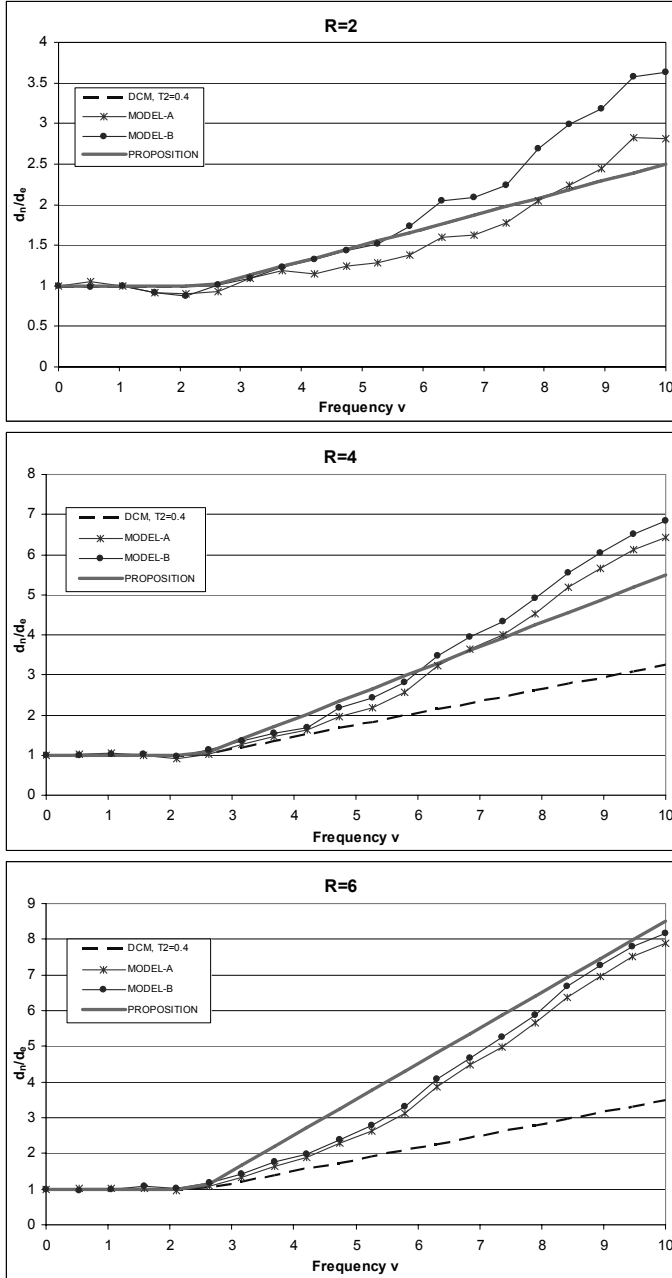 R=2
4
3.5
3
2.5
2
1.5
1
0.5
0
dn/de
DCM, T2=0.4
MODEL-A
MODEL-B
PROPOSITION
0 1 2 3 4 5 6 7 8 9 10
Frequency v
R=4
8
7
6
5
4
3
2
1
0
dn/de
DCM, T2=0.4
MODEL-A
MODEL-B
PROPOSITION
0 1 2 3 4 5 6 7 8 9 10
Frequency v
R=6
9
8
7
6
5
4
3
2
1
0
dn/de
DCM, T2=0.4
MODEL-A
MODEL-B
PROPOSITION
0 1 2 3 4 5 6 7 8 9 10
Frequency v